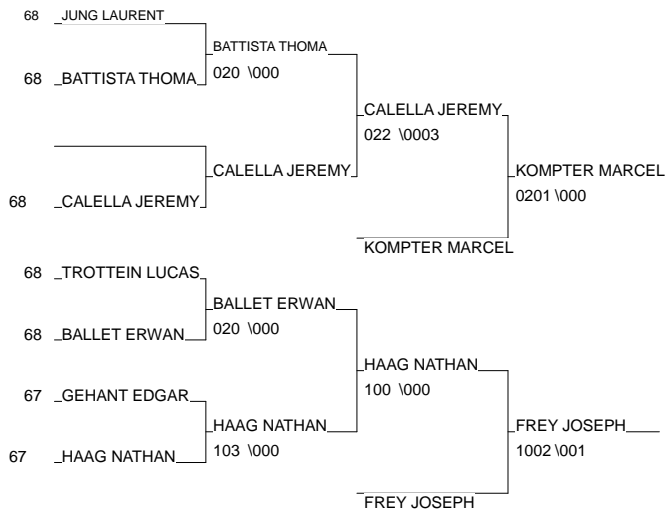 68 JUNG LAURENT
BATTISTA THOMA
68 BATTISTA THOMA 020 \000
CALELLA JEREMY
022 \0003
CALELLA JEREMY KOMPTER MARCEL
68 CALELLA JEREMY 0201 \000
KOMPTER MARCEL
68 TROTTEIN LUCAS
BALLET ERWAN
68 BALLET ERWAN 020 \000
HAAG NATHAN
67 GEHANT EDGAR 100 \000
HAAG NATHAN FREY JOSEPH
67 HAAG NATHAN 103 \000 1002 \001
FREY JOSEPH